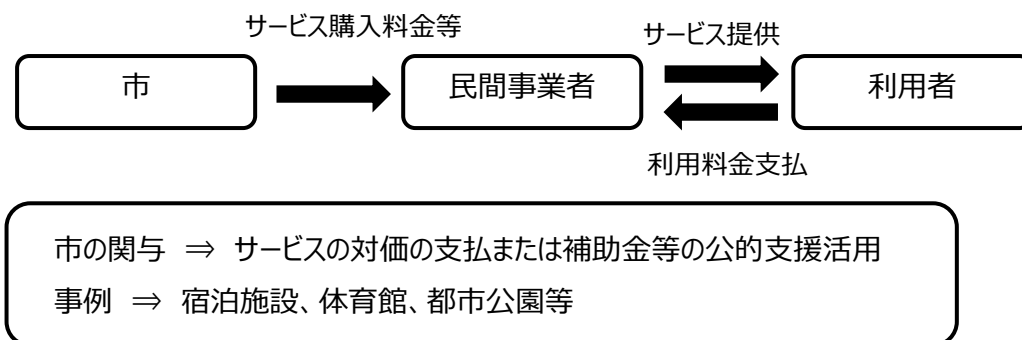 サービス購入料金等
サービス提供
市
民間事業者
利用者
利用料金支払
市の関与 ⇒ サービスの対価の支払または補助金等の公的支援活用
事例 ⇒ 宿泊施設、体育館、都市公園等